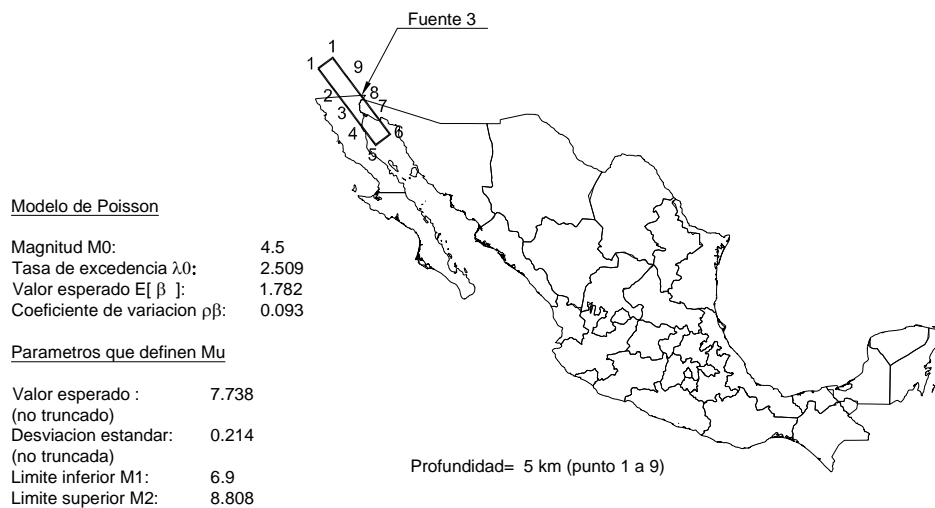 Fuente 3
1
1
9
2
8
3
7
4
6
5
Modelo de Poisson
Magnitud M0: 4.5
Tasa de excedencia λ0: 2.509
Valor esperado E[ β ]: 1.782
Coeficiente de variacion ρβ: 0.093
Parametros que definen Mu
Valor esperado : 7.738
(no truncado)
Desviacion estandar: 0.214
(no truncada)
Limite inferior M1: 6.9
Limite superior M2: 8.808
Profundidad= 5 km (punto 1 a 9)